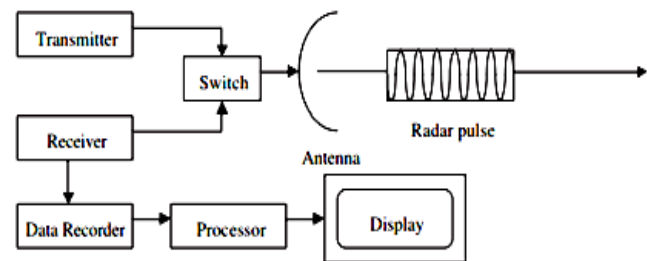 Transmitter
Switch
Receiver
Radar pulse
Antenna
Data Recorder
Processor
Display